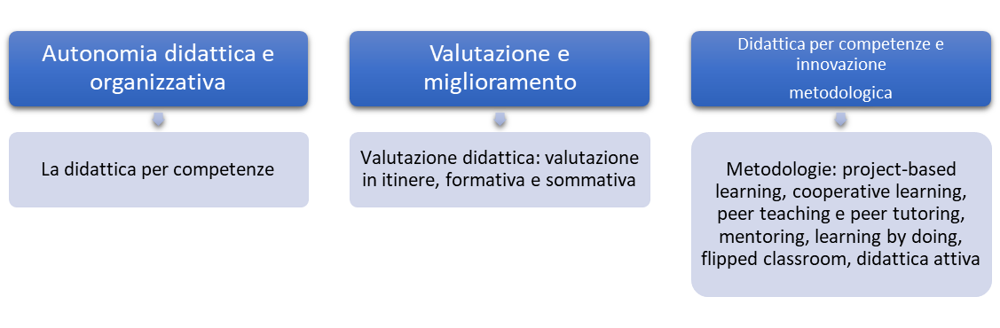 Autonomia didattica e
organizzativa
La didattica per competenze
Valutazione e
miglioramento
Valutazione didattica: valutazione
in itinere, formativa e sommativa
Didattica per competenze e
innovazione
metodologica
Metodologie: project-based
learning, cooperative learning,
peer teaching e peer tutoring,
mentoring, learning by doing,
flipped classroom, didattica attiva